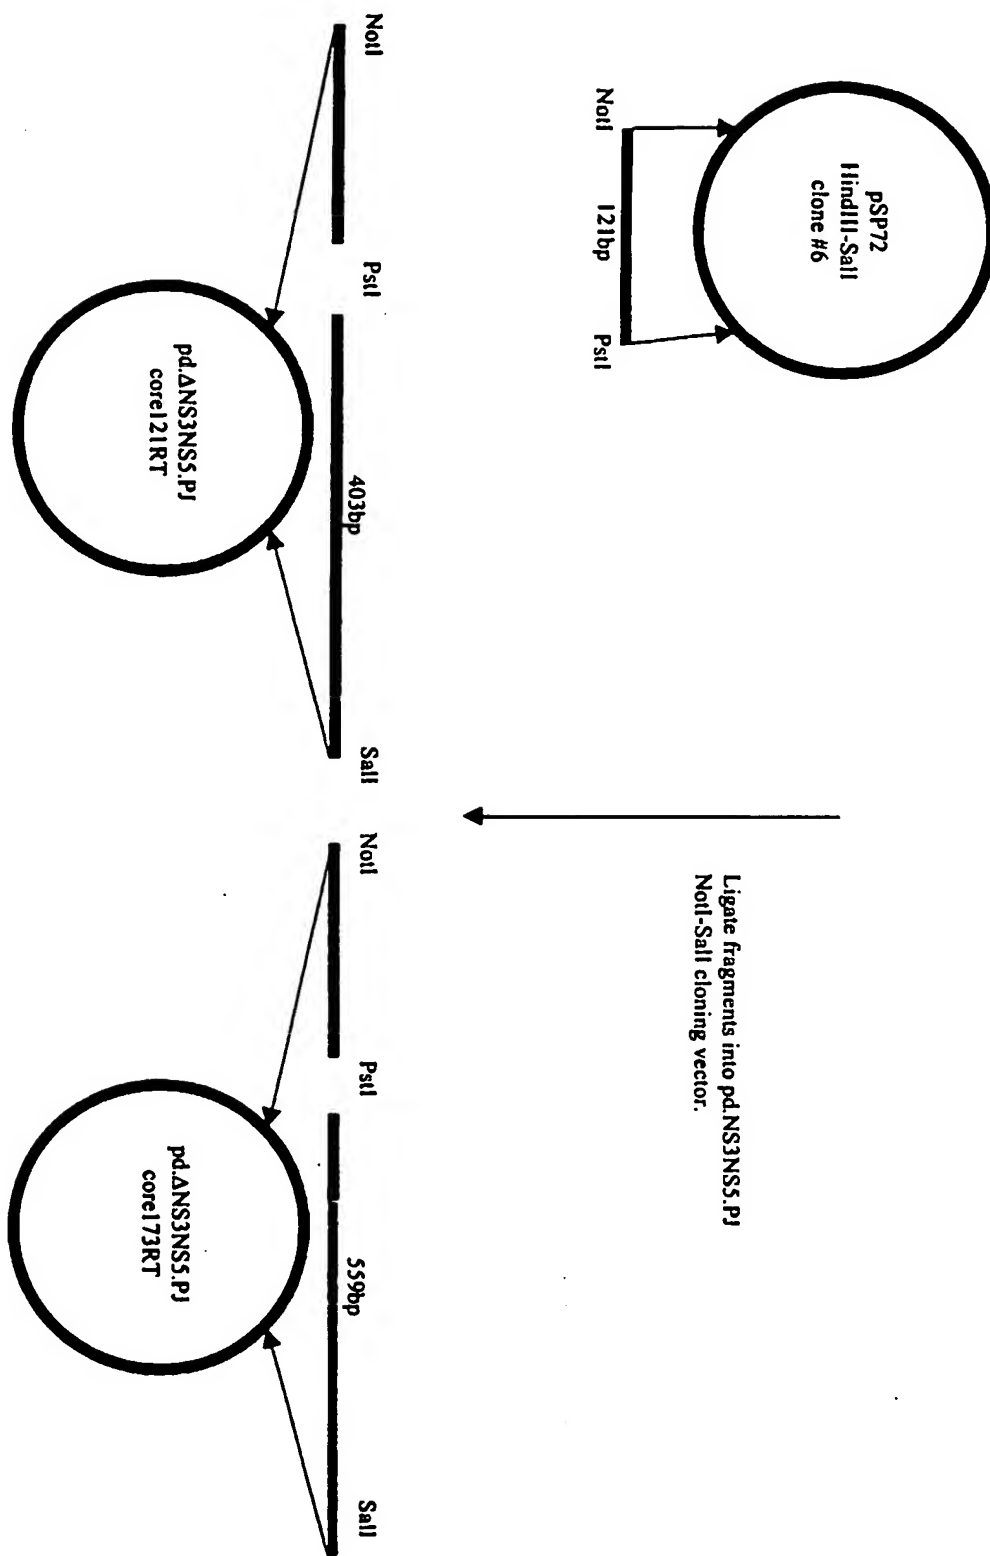 pSP72
HindIII-SalI
clone #6
NotI
121bp
PstI
Ligate fragments into pd.NS3NS5.PJ
NotI-SalI cloning vector.
NotI
PstI
403bp
SalI
NotI
PstI
559bp
SalI
pd.ΔNS3NS5.PJ
core121RT
pd.ΔNS3NS5.PJ
core173RT